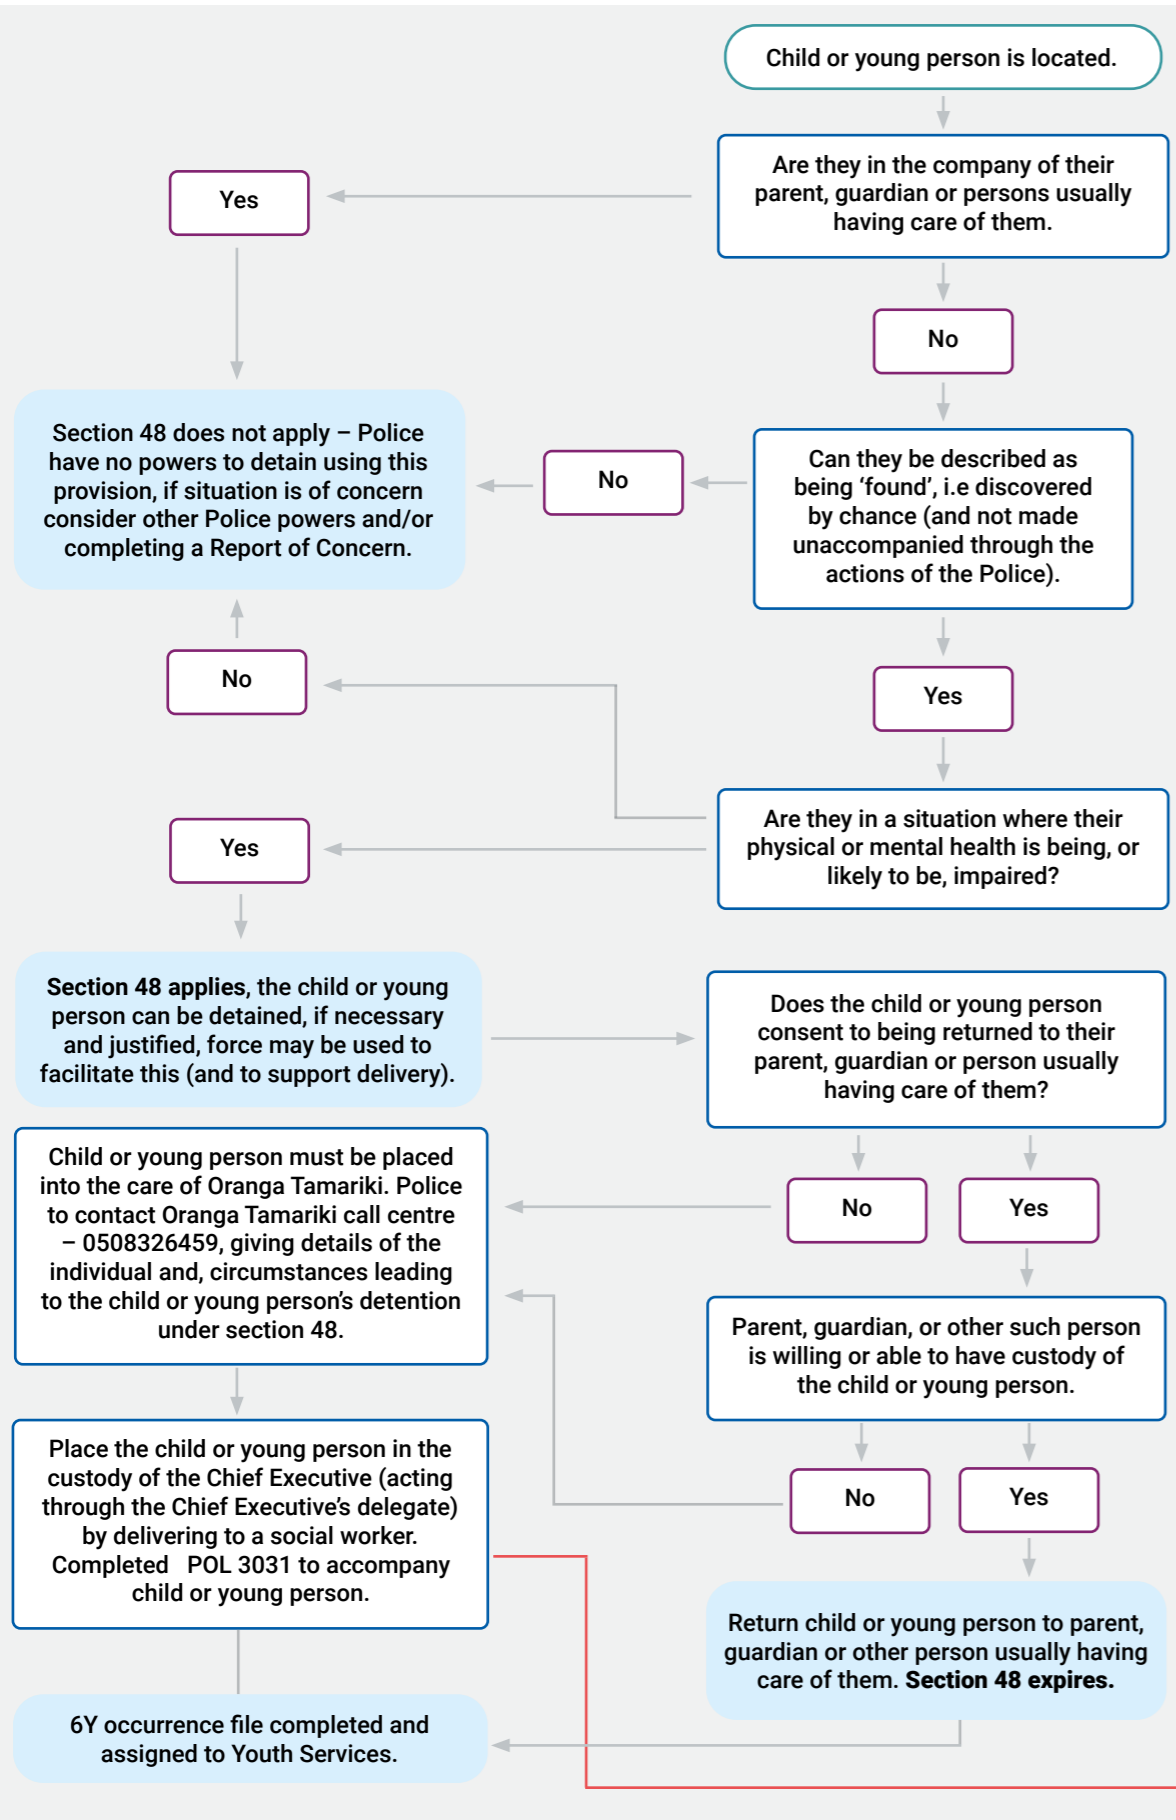 Child or young person is located.
Are they in the company of their
parent, guardian or persons usually
having care of them.
Yes
No
Section 48 does not apply – Police
have no powers to detain using this
provision, if situation is of concern
consider other Police powers and/or
completing a Report of Concern.
No
Can they be described as
being ‘found’, i.e discovered
by chance (and not made
unaccompanied through the
actions of the Police).
No
Yes
Yes
Are they in a situation where their
physical or mental health is being, or
likely to be, impaired?
Section 48 applies, the child or young
person can be detained, if necessary
and justified, force may be used to
facilitate this (and to support delivery).
Does the child or young person
consent to being returned to their
parent, guardian or person usually
having care of them?
Child or young person must be placed
into the care of Oranga Tamariki. Police
to contact Oranga Tamariki call centre
– 0508326459, giving details of the
individual and, circumstances leading
to the child or young person’s detention
under section 48.
No
Yes
Parent, guardian, or other such person
is willing or able to have custody of
the child or young person.
Place the child or young person in the
custody of the Chief Executive (acting
through the Chief Executive’s delegate)
by delivering to a social worker.
Completed POL 3031 to accompany
child or young person.
No
Yes
Return child or young person to parent,
guardian or other person usually having
care of them. Section 48 expires.
6Y occurrence file completed and
assigned to Youth Services.